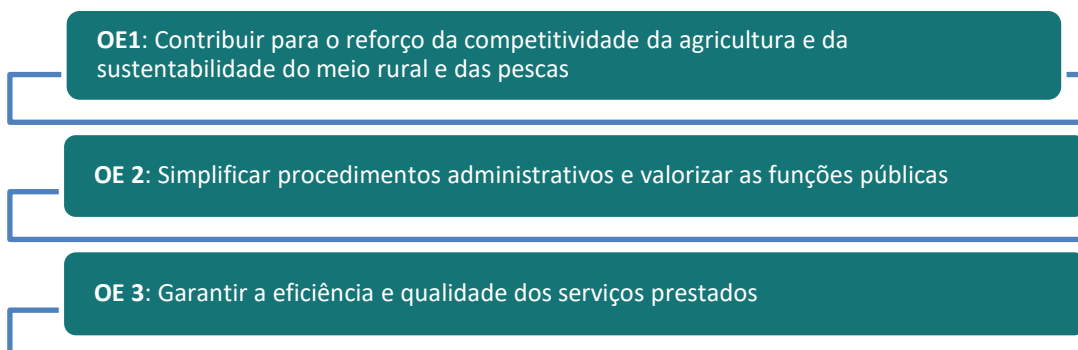 OE1: Contribuir para o reforço da competitividade da agricultura e da
sustentabilidade do meio rural e das pescas
OE 2: Simplificar procedimentos administrativos e valorizar as funções públicas
OE 3: Garantir a eficiência e qualidade dos serviços prestados